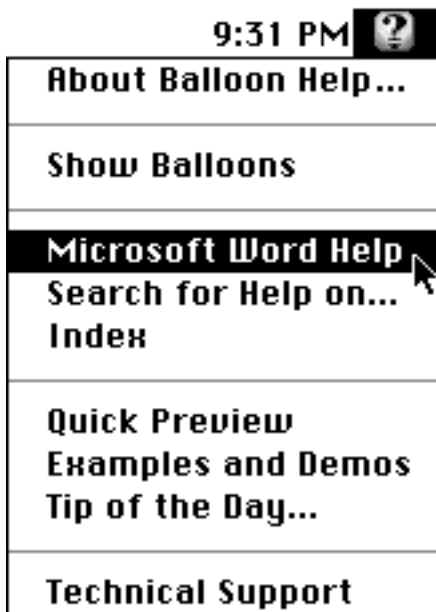 9:31 PM
About Balloon Help...
Show Balloons
Microsoft Word Help
Search for Help on...
Index
Quick Preview
Examples and Demos
Tip of the Day...
Technical Support